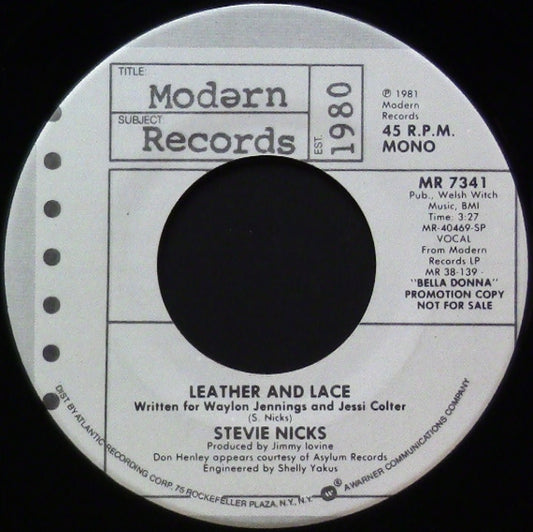 TITLE:
Modərn
SUBJECT:
Records
EST.
1980
℗ 1981
Modern
Records
45 R.P.M.
MONO
MR 7341
Pub., Welsh Witch
Music, BMI
Time: 3:27
MR-40469-SP
VOCAL
From Modern
Records LP
MR 38-139 -
"BELLA DONNA"
PROMOTION COPY
NOT FOR SALE
LEATHER AND LACE
Written for Waylon Jennings and Jessi Colter
(S. Nicks)
STEVIE NICKS
Produced by Jimmy Iovine
Don Henley appears courtesy of Asylum Records
Engineered by Shelly Yakus
DIST BY ATLANTIC RECORDING CORP. 75 ROCKEFELLER PLAZA, N.Y., N.Y. ® A WARNER COMMUNICATIONS COMPANY